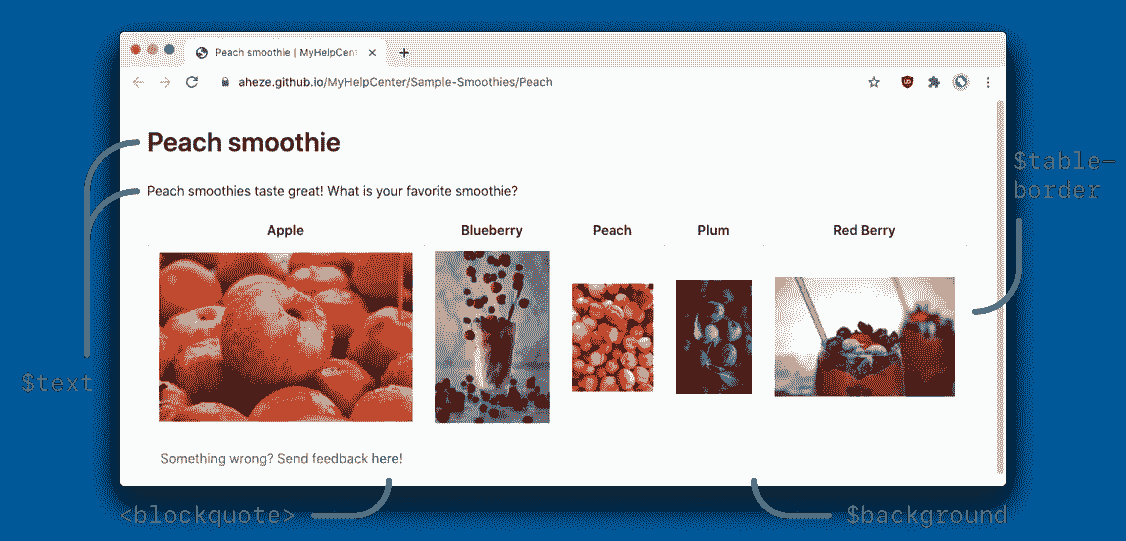 Peach smoothie | MyHelpCent
aheze.github.io/MyHelpCenter/Sample-Smoothies/Peach
Peach smoothie
$table-
border
Peach smoothies taste great! What is your favorite smoothie?
Apple Blueberry Peach Plum Red Berry
$text
Something wrong? Send feedback here!
<blockquote> $background